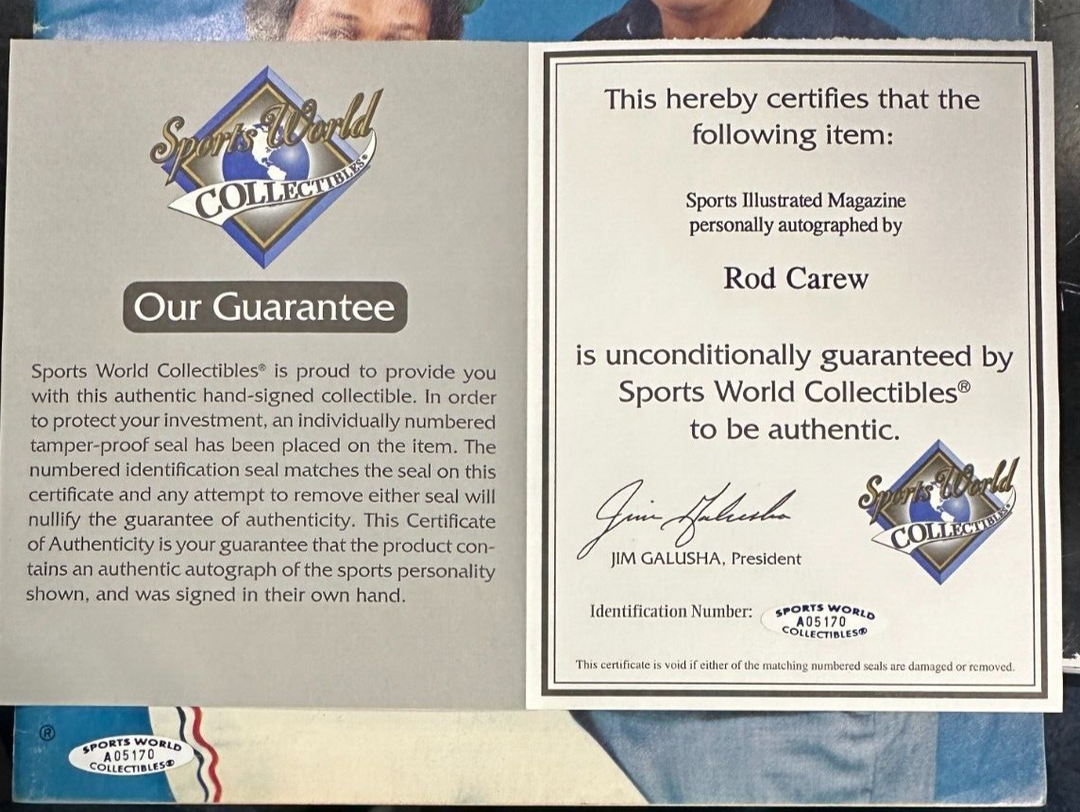 Sports World
COLLECTIBLES®
Our Guarantee
Sports World Collectibles® is proud to provide you
with this authentic hand-signed collectible. In order
to protect your investment, an individually numbered
tamper-proof seal has been placed on the item. The
numbered identification seal matches the seal on this
certificate and any attempt to remove either seal will
nullify the guarantee of authenticity. This Certificate
of Authenticity is your guarantee that the product con-
tains an authentic autograph of the sports personality
shown, and was signed in their own hand.
This hereby certifies that the
following item:
Sports Illustrated Magazine
personally autographed by
Rod Carew
is unconditionally guaranteed by
Sports World Collectibles®
to be authentic.
Jim Galusha
JIM GALUSHA, President
Sports World
COLLECTIBLES®
Identification Number:
SPORTS WORLD
A05170
COLLECTIBLES®
This certificate is void if either of the matching numbered seals are damaged or removed.
®
SPORTS WORLD
A05170
COLLECTIBLES®